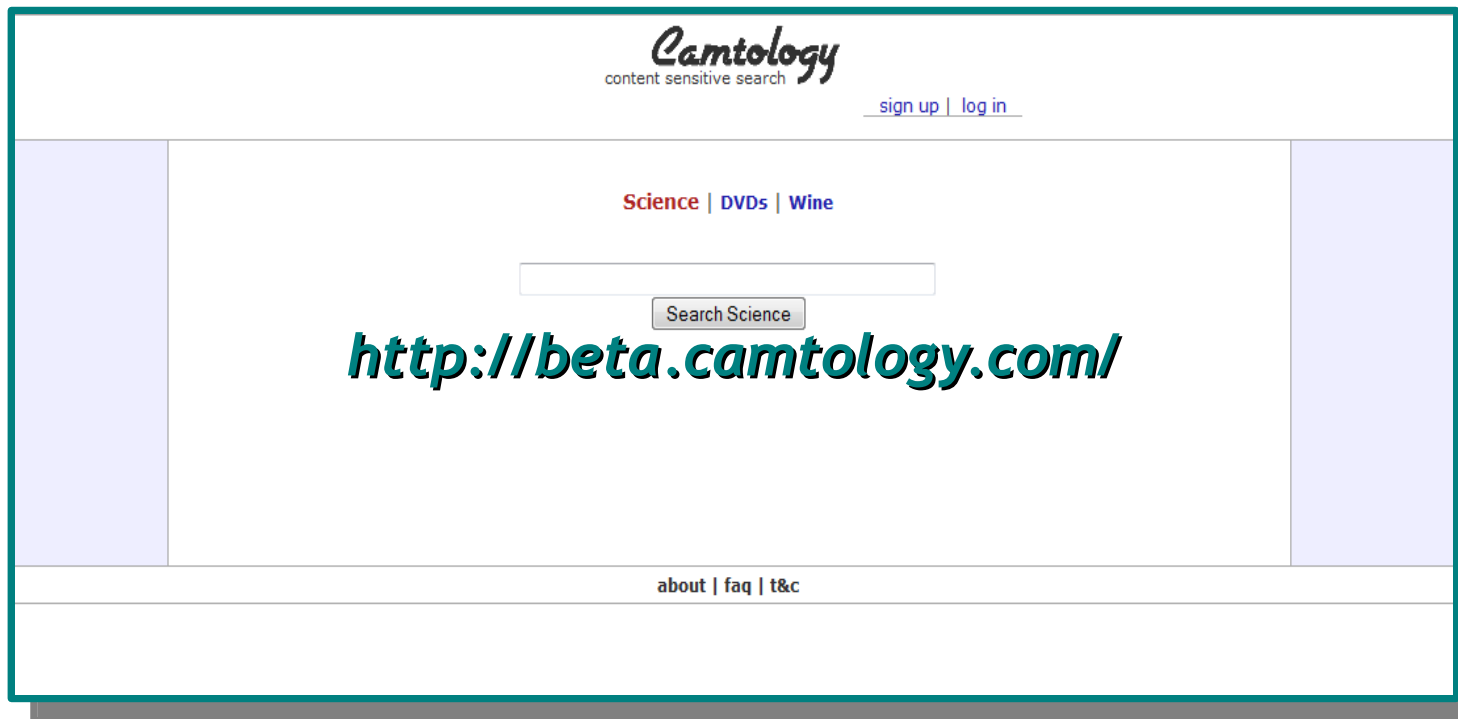 Camtology
content sensitive search
sign up | log in
Science | DVDs | Wine
Search Science
http://beta.camtology.com/
about | faq | t&c